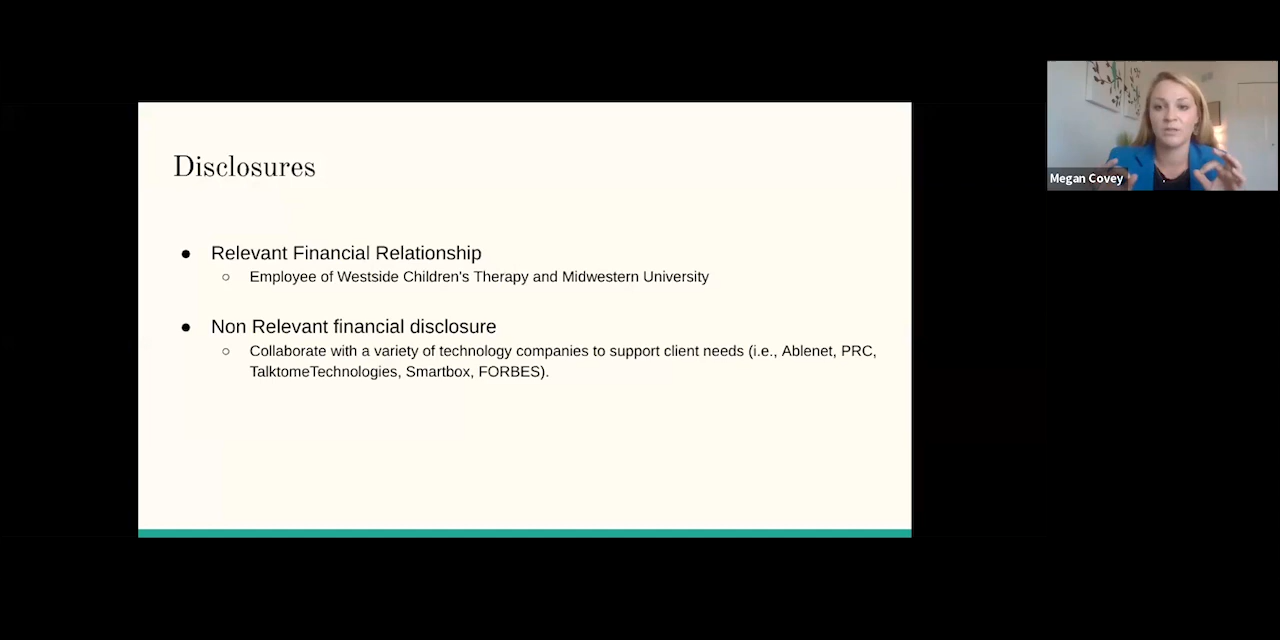 Disclosures
● Relevant Financial Relationship
○ Employee of Westside Children's Therapy and Midwestern University
● Non Relevant financial disclosure
○ Collaborate with a variety of technology companies to support client needs (i.e., Ablenet, PRC,
TalktomeTechnologies, Smartbox, FORBES).
Megan Covey